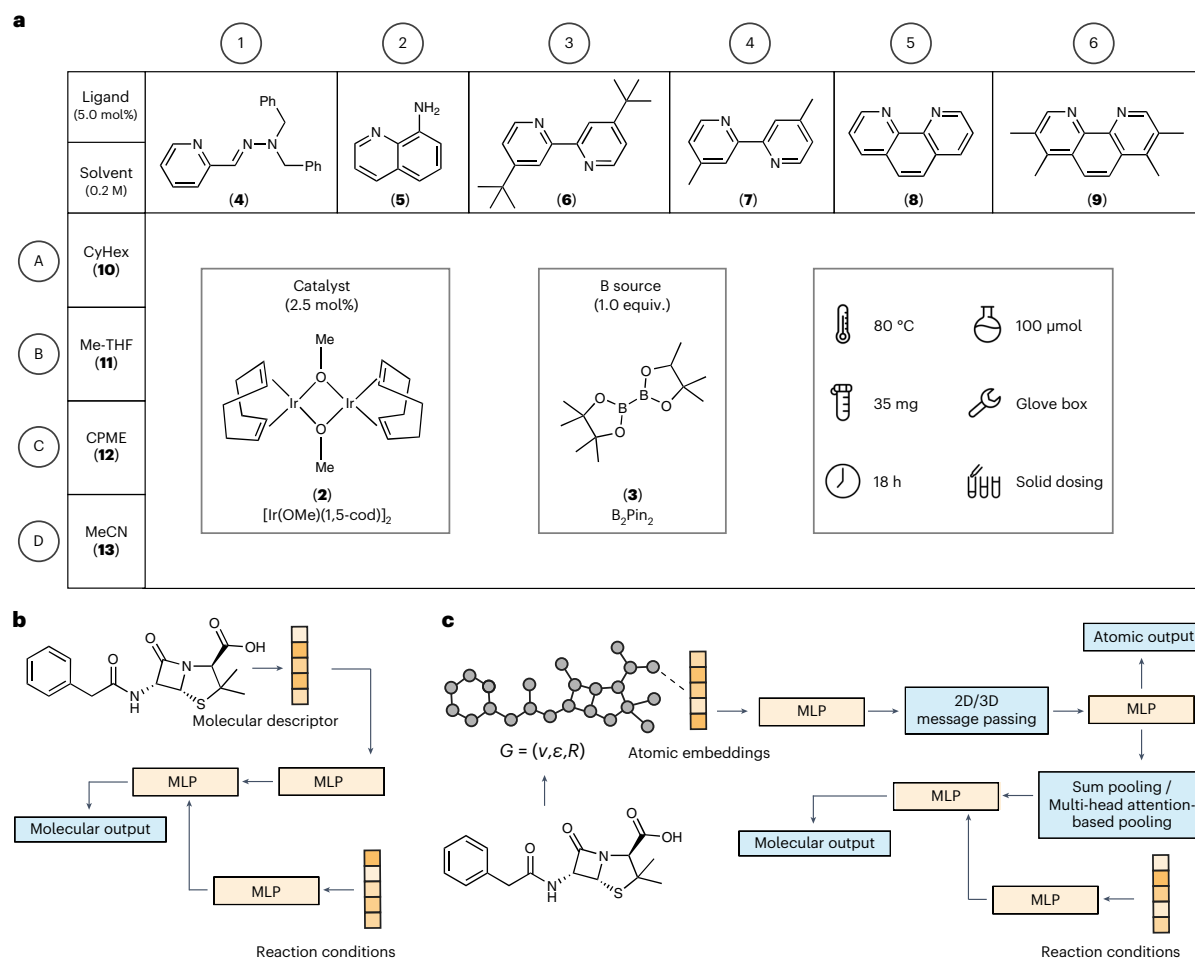 a
1 2 3 4 5 6
Ligand
(5.0 mol%)
Solvent
(0.2 M)
N N N Ph Ph
(4)
N NH2
(5)
N N
(6)
N N
(7)
N N
(8)
N N
(9)
A
CyHex
(10)
B
Me-THF
(11)
C
CPME
(12)
D
MeCN
(13)
Catalyst
(2.5 mol%)
Me
O
Ir Ir
O
Me
(2)
[Ir(OMe)(1,5-cod)]2
B source
(1.0 equiv.)
O B O
O B O
(3)
B2Pin2
80 °C
100 µmol
35 mg
Glove box
18 h
Solid dosing
b
O O OH
O N
N H S
Molecular descriptor
MLP
MLP
Molecular output
MLP
Reaction conditions
c
G = (v,ε,R)
Atomic embeddings
MLP
2D/3D
message passing
MLP
Atomic output
Sum pooling /
Multi-head attention-
based pooling
MLP
Molecular output
O O OH
O N
N H S
MLP
Reaction conditions